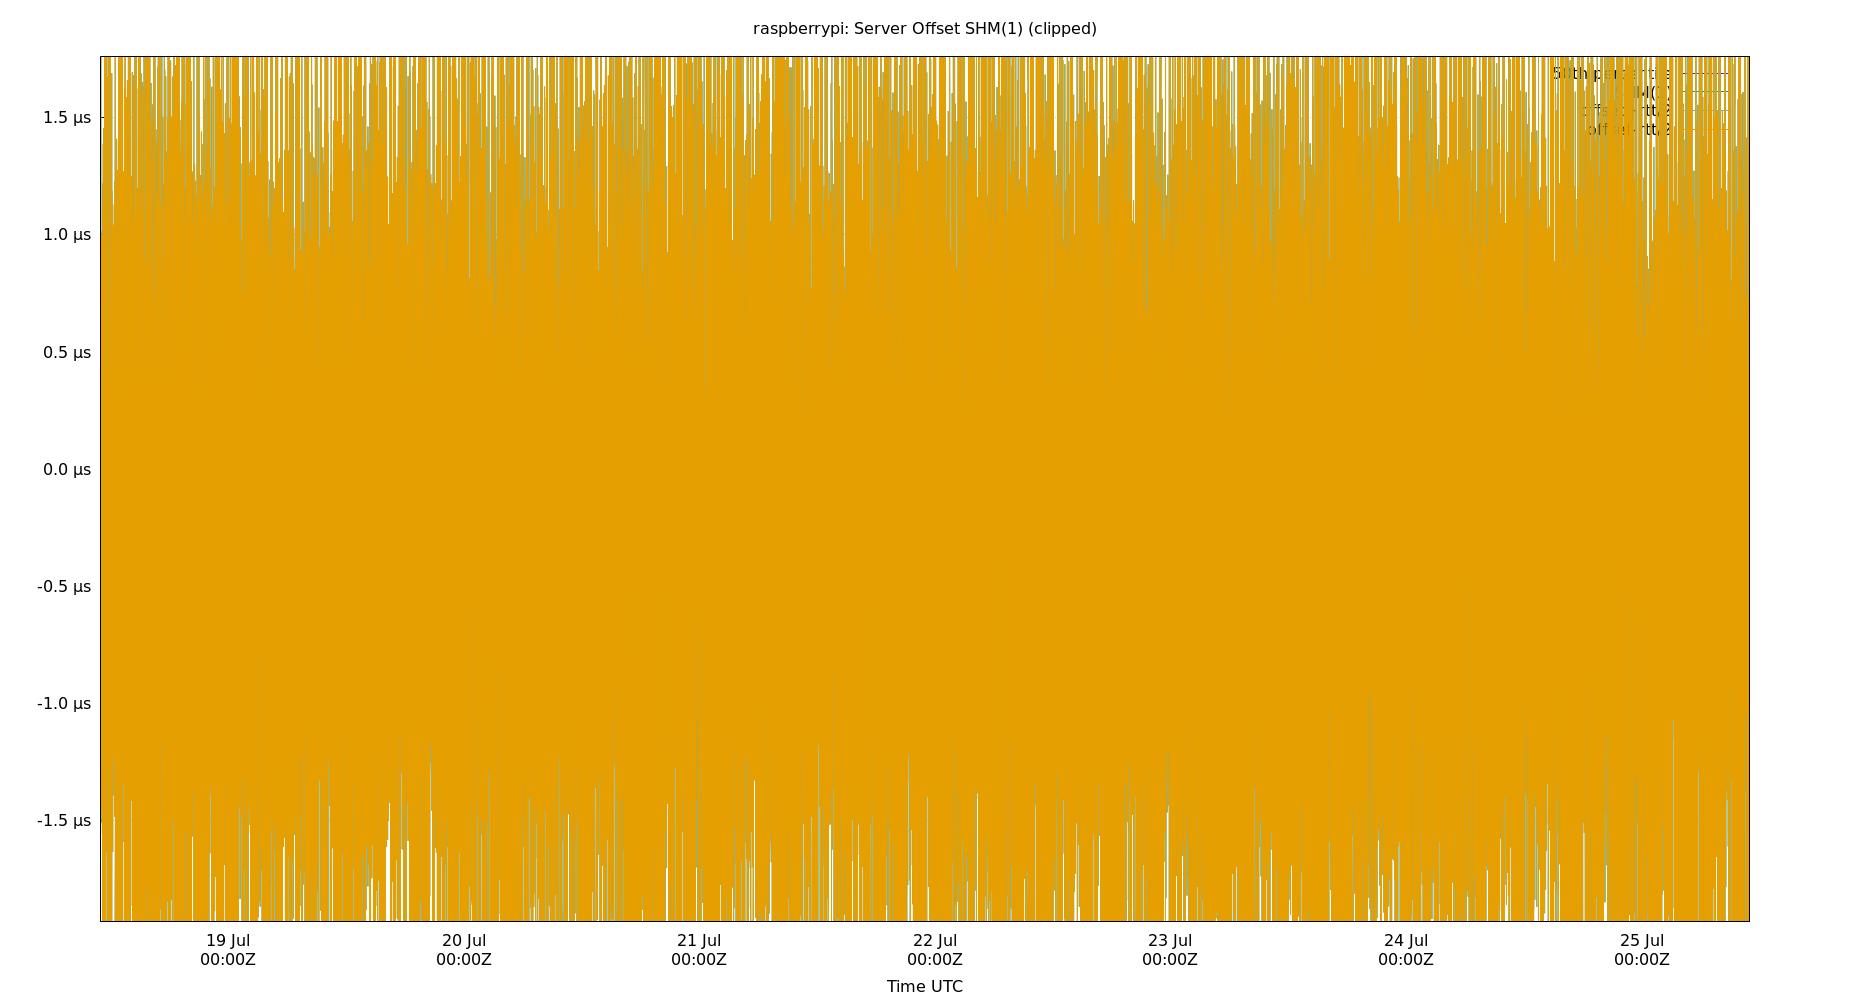 raspberrypi: Server Offset SHM(1) (clipped)
1.5 µs
1.0 µs
0.5 µs
0.0 µs
-0.5 µs
-1.0 µs
-1.5 µs
19 Jul 20 Jul 21 Jul 22 Jul 23 Jul 24 Jul 25 Jul
00:00Z 00:00Z 00:00Z 00:00Z 00:00Z 00:00Z 00:00Z
Time UTC